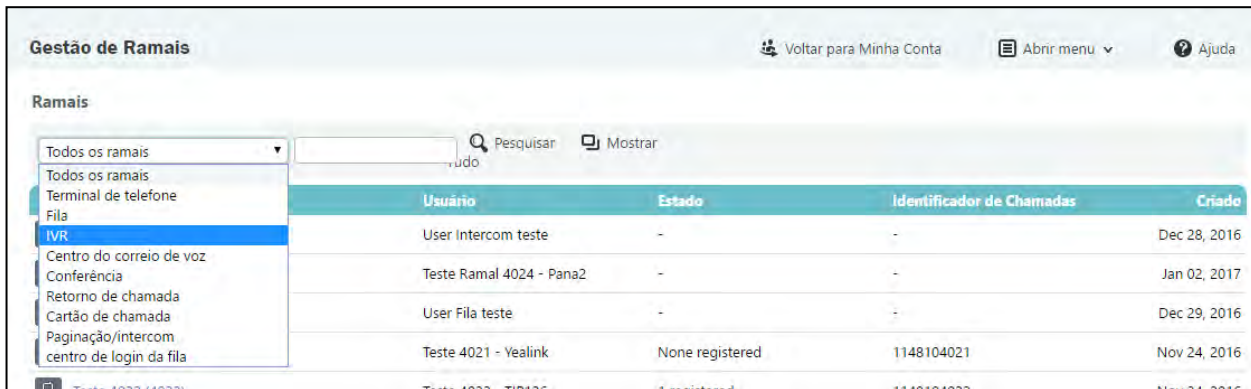 Gestão de Ramais Voltar para Minha Conta Abrir menu Ajuda
Ramais
Todos os ramais Pesquisar Mostrar
Tudo
Todos os ramais
Terminal de telefone
Fila
IVR
Centro do correio de voz
Conferência
Retorno de chamada
Cartão de chamada
Paginação/intercom
centro de login da fila
Usuário Estado Identificador de Chamadas Criado
User Intercom teste - - Dec 28, 2016
Teste Ramal 4024 - Pana2 - - Jan 02, 2017
User Fila teste - - Dec 29, 2016
Teste 4021 - Yealink None registered 1148104021 Nov 24, 2016